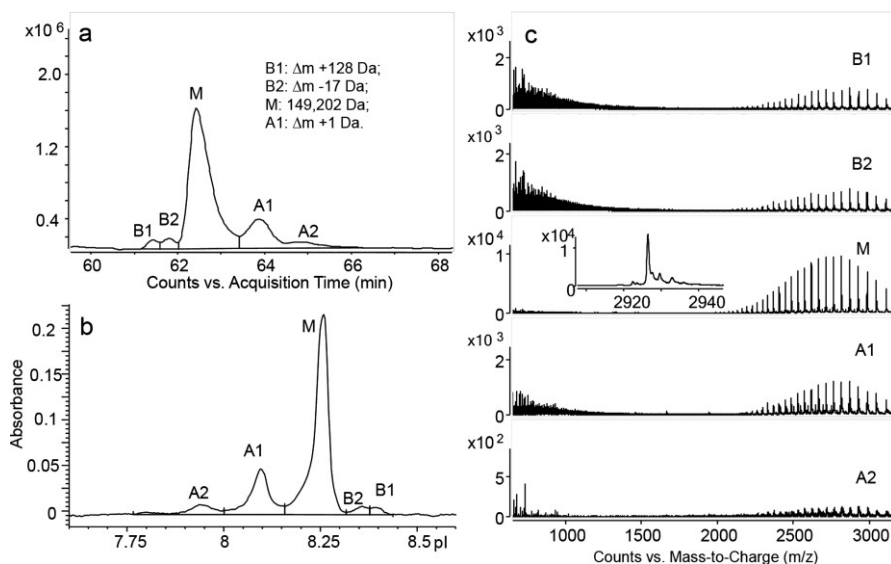 x10 6
a
2.0
1.2
0.4
B1: Δm +128 Da;
B2: Δm -17 Da;
M: 149,202 Da;
A1: Δm +1 Da.
M
B1
B2
A1
A2
60 62 64 66 68
Counts vs. Acquisition Time (min)
b
0.2
0.15
0.1
0.05
0
Absorbance
M
A1
A2
B2
B1
7.75 8 8.25 8.5 pI
c
x10 3
2
0
B1
x10 3
2
0
B2
x10 4
1
0
M
x10 4
1
0
2920 2940
x10 3
2
0
A1
x10 2
5
0
A2
1000 1500 2000 2500 3000
Counts vs. Mass-to-Charge (m/z)